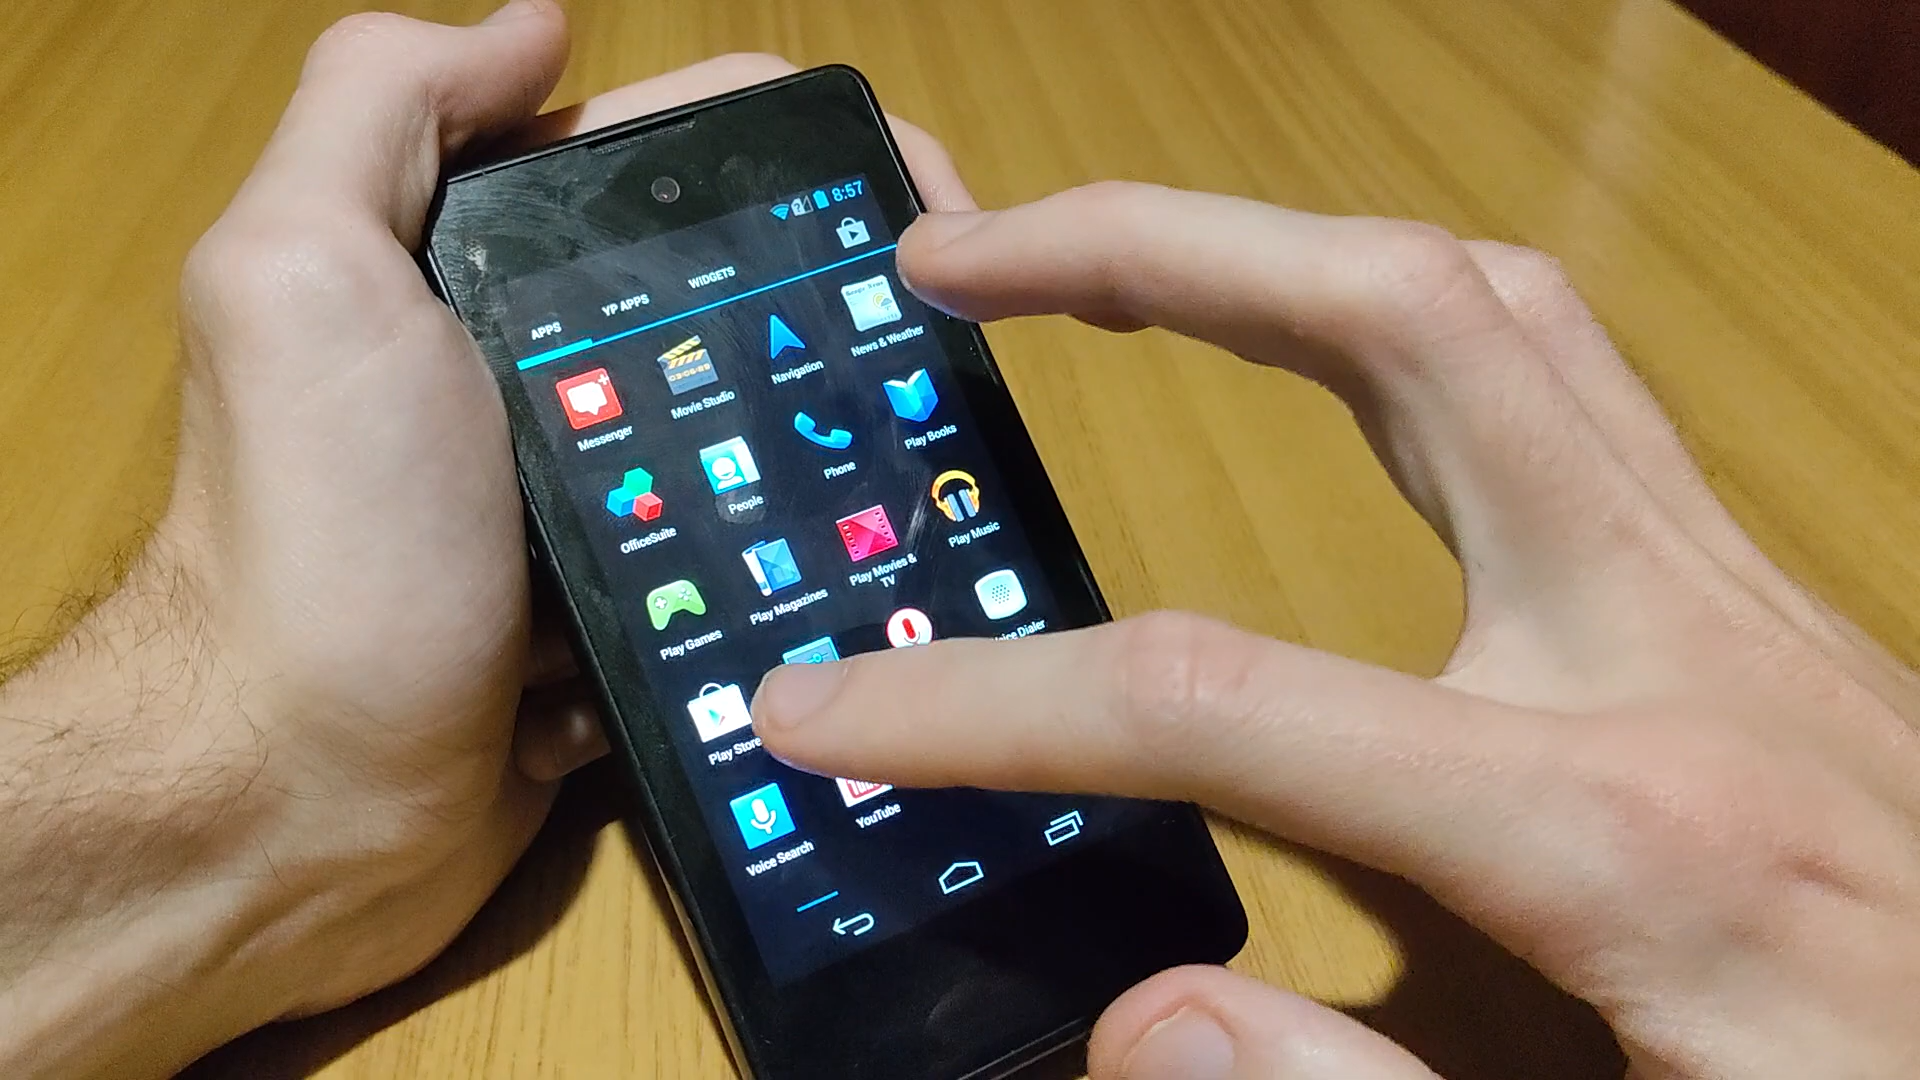 8:57
APPS YP APPS WIDGETS
Messenger
Movie Studio
Navigation
News & Weather
OfficeSuite
People
Phone
Play Books
Play Games
Play Magazines
Play Movies &
TV
Play Music
Play Store
Dialer
Voice Search
YouTube